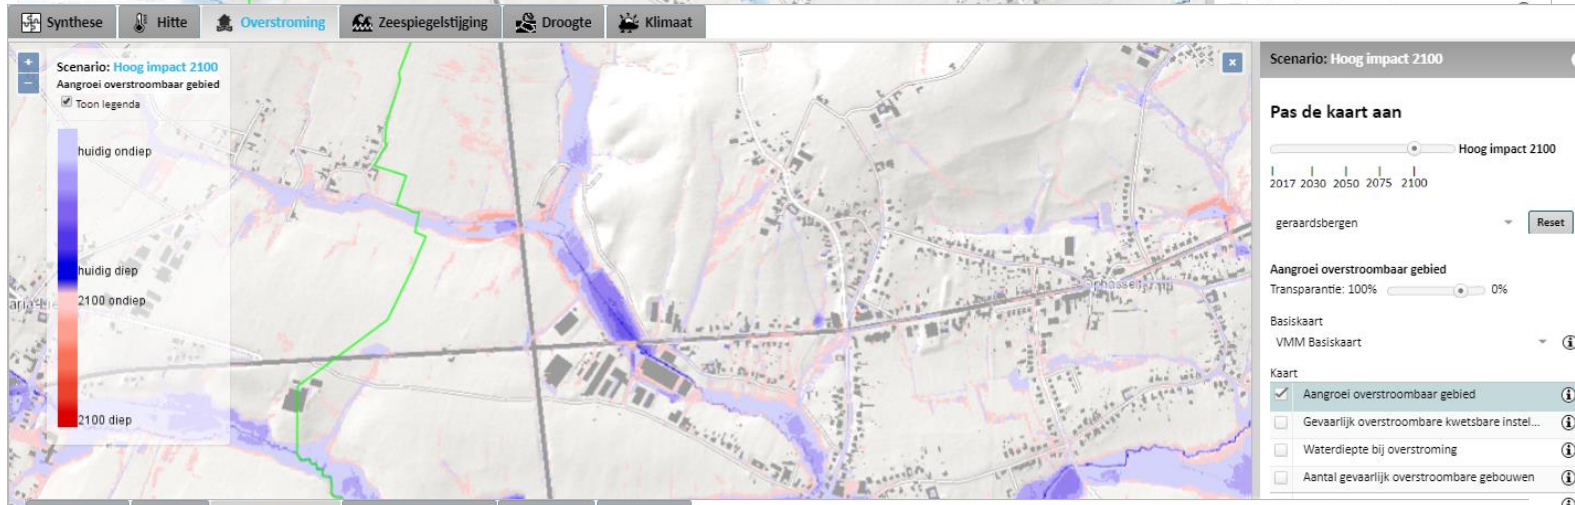 Synthese Hitte Overstroming Zeespiegelstijging Droogte Klimaat
+
−
Scenario: Hoog impact 2100
Aangroei overstroombaar gebied
Toon legenda
huidig ondiep
huidig diep
2100 ondiep
2100 diep
×
Scenario: Hoog impact 2100
Pas de kaart aan
Hoog impact 2100
2017 2030 2050 2075 2100
geraardsbergen Reset
Aangroei overstroombaar gebied
Transparantie: 100% 0%
Basiskaart
VMM Basiskaart
Kaart
Aangroei overstroombaar gebied
Gevaarlijk overstroombare kwetsbare instel...
Waterdiepte bij overstroming
Aantal gevaarlijk overstroombare gebouwen